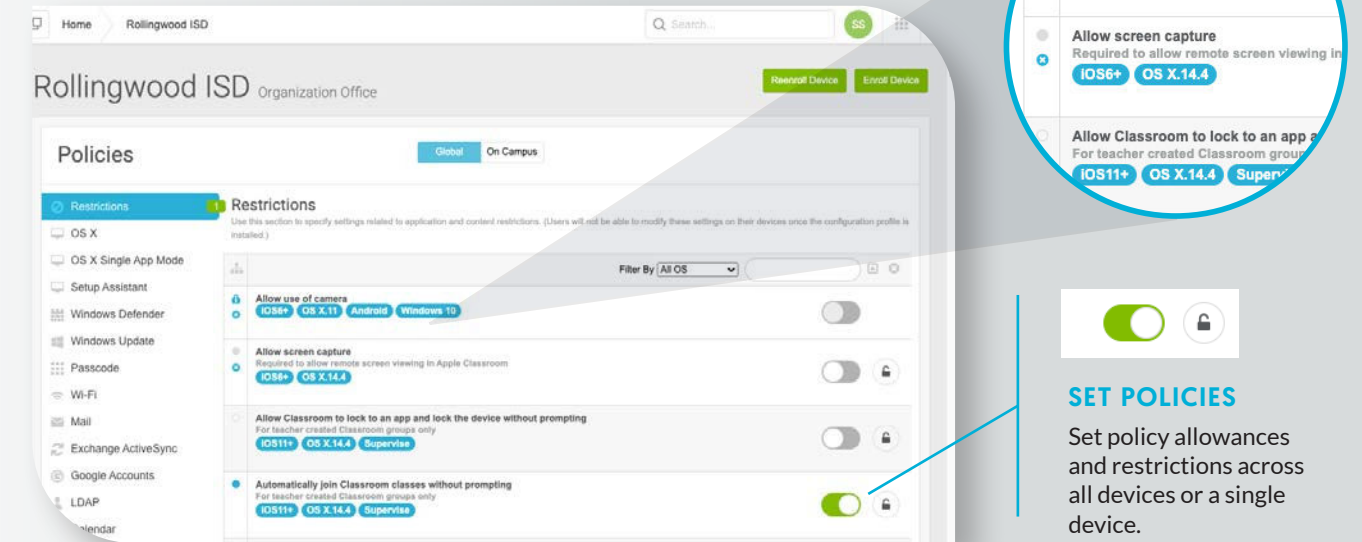 Home Rollingwood ISD Search... SS
Rollingwood ISD Organization Office
Reenroll Device Enroll Device
Policies
Global On Campus
Restrictions 1
OS X
OS X Single App Mode
Setup Assistant
Windows Defender
Windows Update
Passcode
Wi-Fi
Mail
Exchange ActiveSync
Google Accounts
LDAP
Restrictions
Use this section to specify settings related to application and content restrictions. (Users will not be able to modify these settings on their devices once the configuration profile is
installed.)
Filter By All OS
Allow use of camera
iOS6+ OS X.11 Android Windows 10
Allow screen capture
Required to allow remote screen viewing in Apple Classroom
iOS6+ OS X.14.4
Allow Classroom to lock to an app and lock the device without prompting
For teacher created Classroom groups only
iOS11+ OS X.14.4 Supervise
Automatically join Classroom classes without prompting
For teacher created Classroom groups only
iOS11+ OS X.14.4 Supervise
Allow screen capture
Required to allow remote screen viewing in
iOS6+ OS X.14.4
Allow Classroom to lock to an app
For teacher created Classroom
iOS11+ OS X.14.4
SET POLICIES
Set policy allowances
and restrictions across
all devices or a single
device.